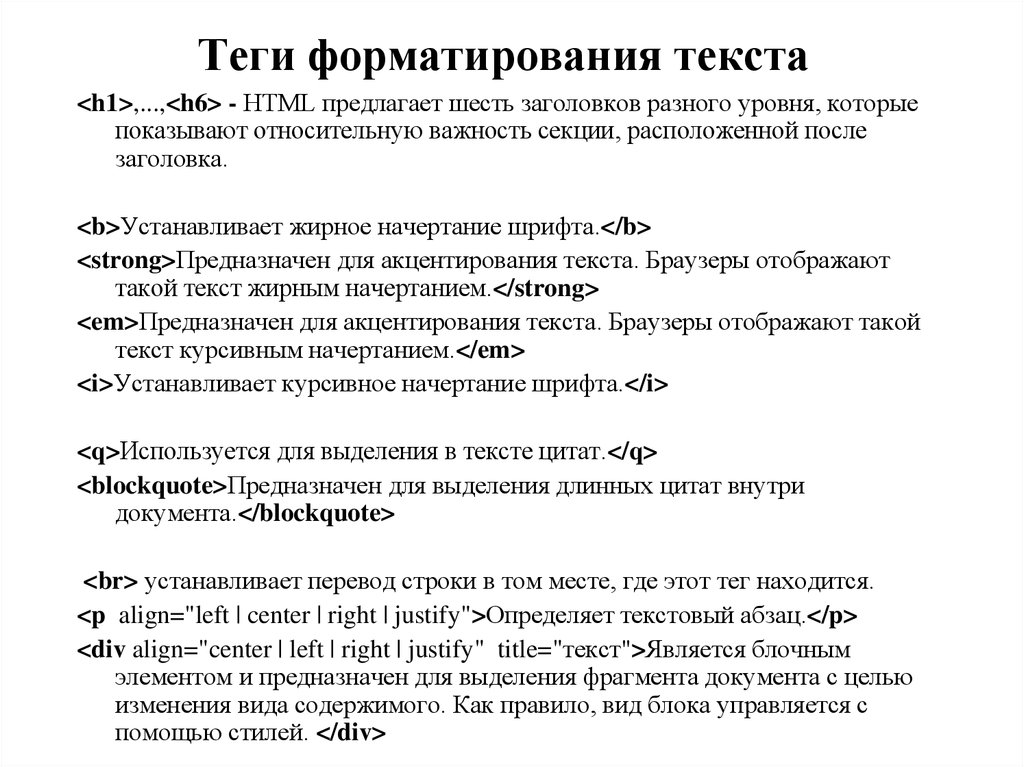 Теги форматирования текста
<h1>,...,<h6> - HTML предлагает шесть заголовков разного уровня, которые
показывают относительную важность секции, расположенной после
заголовка.
<b>Устанавливает жирное начертание шрифта.</b>
<strong>Предназначен для акцентирования текста. Браузеры отображают
такой текст жирным начертанием.</strong>
<em>Предназначен для акцентирования текста. Браузеры отображают такой
текст курсивным начертанием.</em>
<i>Устанавливает курсивное начертание шрифта.</i>
<q>Используется для выделения в тексте цитат.</q>
<blockquote>Предназначен для выделения длинных цитат внутри
документа.</blockquote>
<br> устанавливает перевод строки в том месте, где этот тег находится.
<p align="left | center | right | justify">Определяет текстовый абзац.</p>
<div align="center | left | right | justify" title="текст">Является блочным
элементом и предназначен для выделения фрагмента документа с целью
изменения вида содержимого. Как правило, вид блока управляется с
помощью стилей. </div>